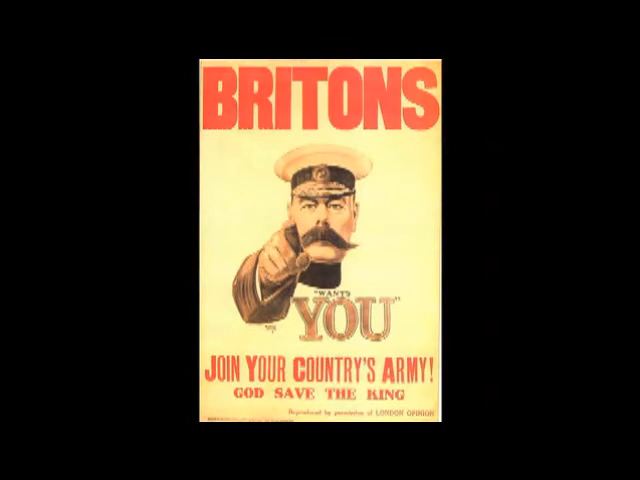 BRITONS
"WANTS
YOU"
JOIN YOUR COUNTRY'S ARMY!
GOD SAVE THE KING
Reproduced by permission of LONDON OPINION